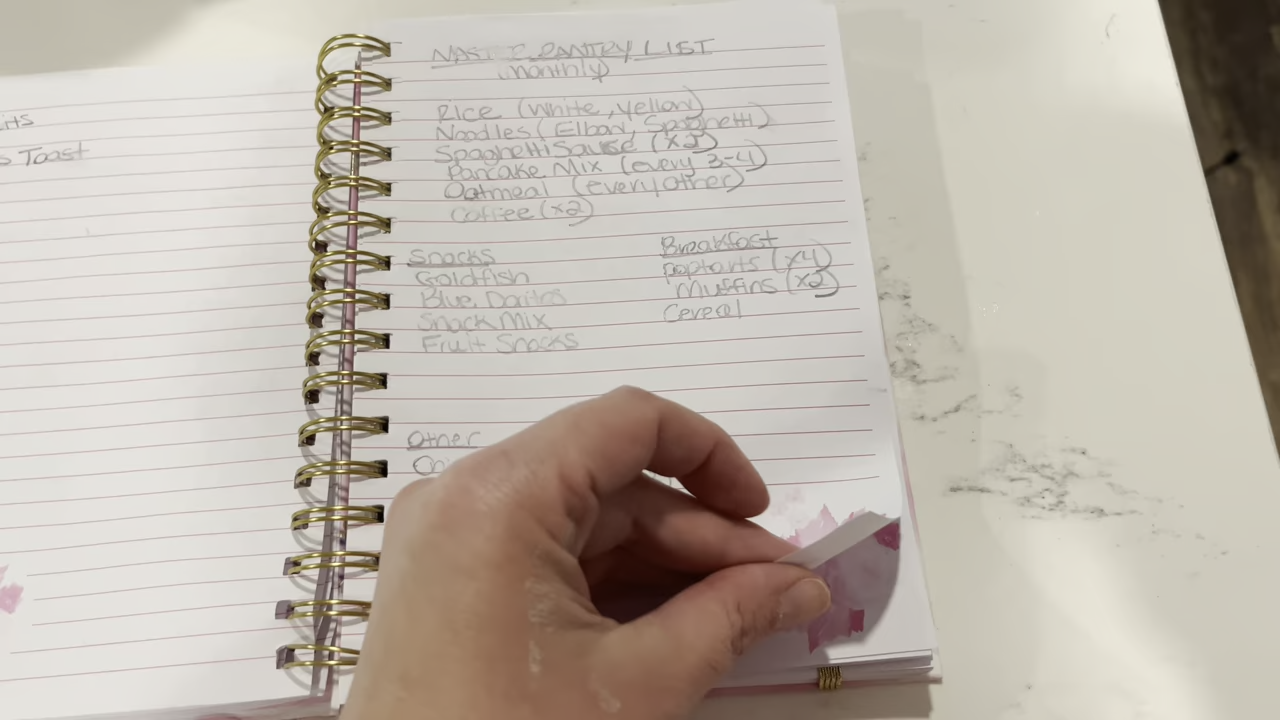 Toast
MASTER PANTRY LIST
(monthly)
Rice (White, Yellow)
Noodles (Elbow, Spaghetti)
Spaghetti Sauce (x3)
Pancake Mix (every 3-4)
Oatmeal (every other)
Coffee (x2)
Snacks
Goldfish
Blue Doritos
Snack Mix
Fruit Snacks
Breakfast
poptarts (x4)
Muffins (x2)
Cereal
Other